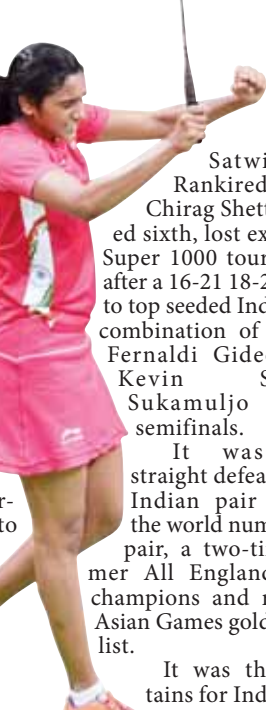 Satwi
Rankired
Chirag Shett
ed sixth, lost ex
Super 1000 tour
after a 16-21 18-2
to top seeded Ind
combination of
Fernaldi Gide
Kevin S
Sukamuljo
semifinals.
It was
straight defea
Indian pair
r-
to
the world num
pair, a two-ti
mer All England
champions and r
Asian Games gold
list.
It was th
tains for Ind